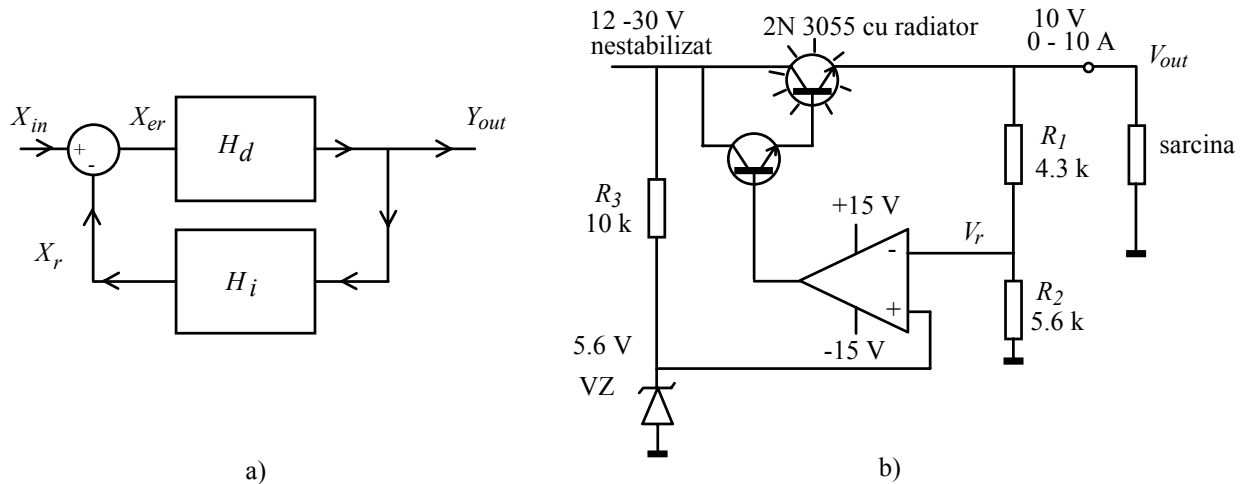 X_in
+
-
X_er
H_d
Y_out
X_r
H_i
a)
12 -30 V
nestabilizat
2N 3055 cu radiator
10 V
0 - 10 A
V_out
R_1
4.3 k
sarcina
R_3
10 k
+15 V
V_r
-
+
R_2
5.6 k
-15 V
5.6 V
VZ
b)